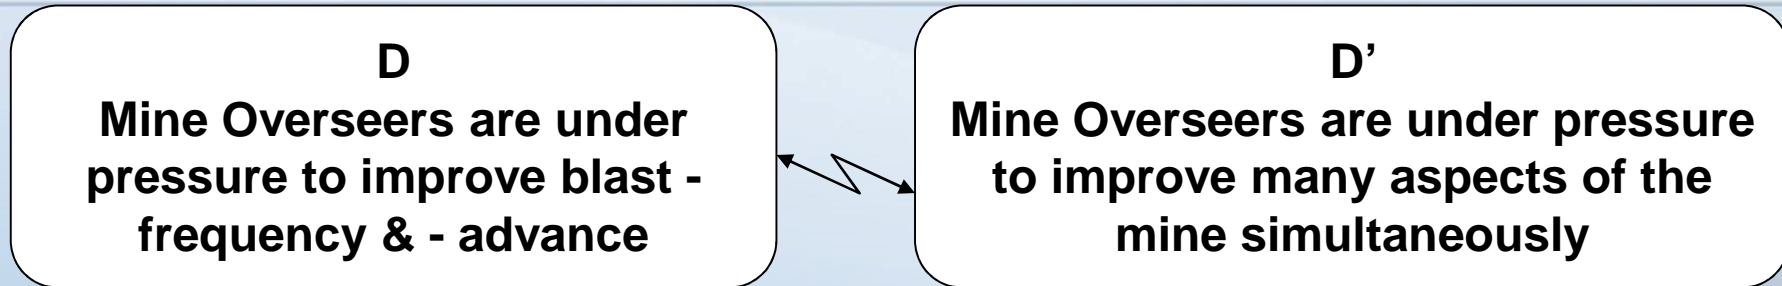 D
Mine Overseers are under
pressure to improve blast -
frequency & - advance
D’
Mine Overseers are under pressure
to improve many aspects of the
mine simultaneously